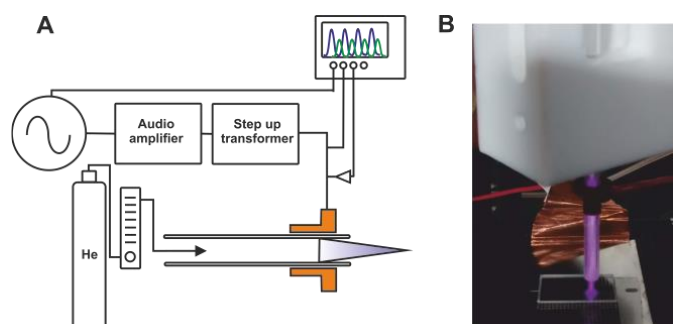 A
B
Audio
amplifier
Step up
transformer
He